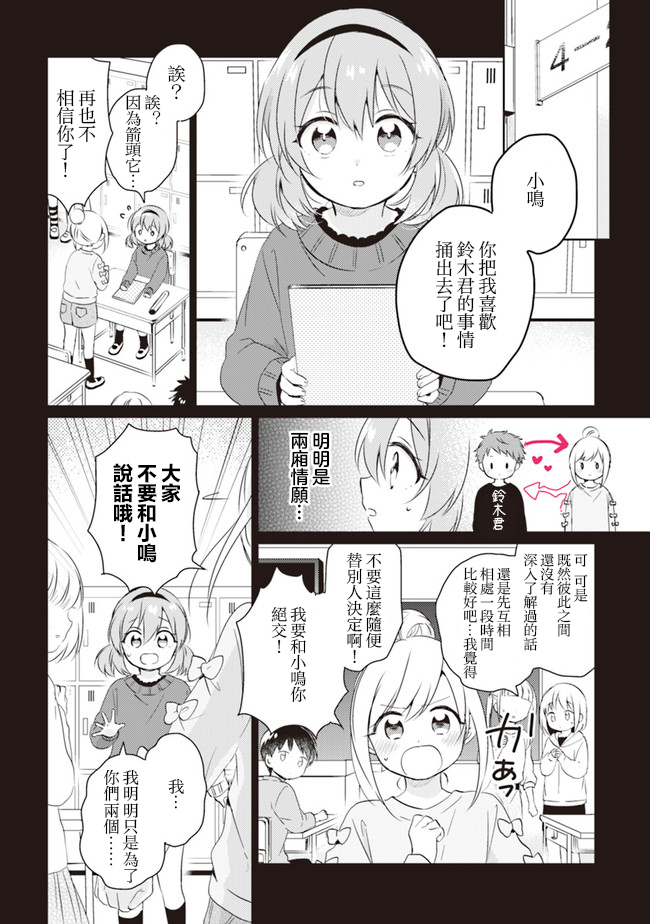 4
小鳴
你把我喜歡
鈴木君的事情
捅出去了吧！
誒？
誒？
因為箭頭它…
再也不
相信你了！
鈴木君
明明是
兩廂情願…
可 可是
既然彼此之間
還沒有
深入了解過的話
還是先互相
相處一段時間
比較好吧…我覺得
不要這麼隨便
替別人決定啊！
我要和小鳴你
絕交！
カあっ
大家
不要和小鳴
說話哦！
我…
我明明只是為了
你們兩個……